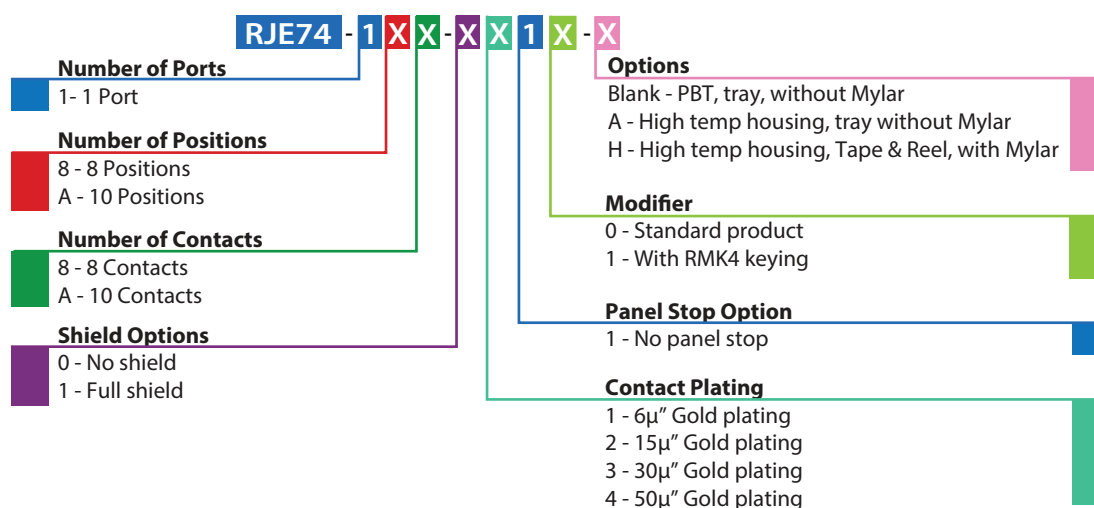 RJE74 - 1 X X - X X 1 X - X
Number of Ports
1- 1 Port
Number of Positions
8 - 8 Positions
A - 10 Positions
Number of Contacts
8 - 8 Contacts
A - 10 Contacts
Shield Options
0 - No shield
1 - Full shield
Options
Blank - PBT, tray, without Mylar
A - High temp housing, tray without Mylar
H - High temp housing, Tape & Reel, with Mylar
Modifier
0 - Standard product
1 - With RMK4 keying
Panel Stop Option
1 - No panel stop
Contact Plating
1 - 6µ” Gold plating
2 - 15µ” Gold plating
3 - 30µ” Gold plating
4 - 50µ” Gold plating